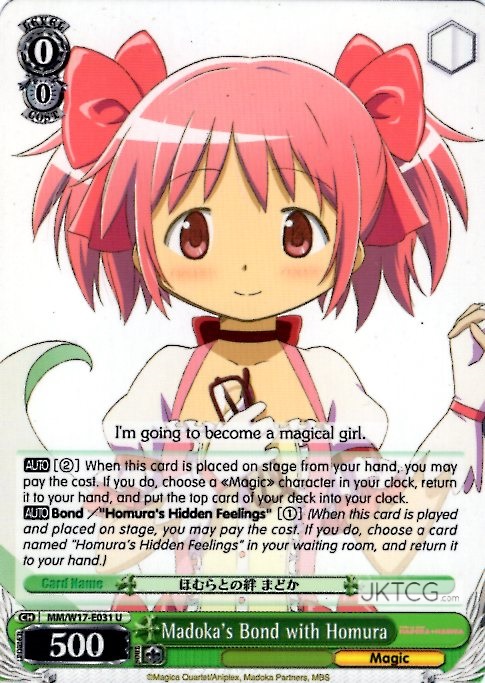 LEVEL
0
0
COST
I'm going to become a magical girl.
AUTO [②] When this card is placed on stage from your hand, you may
pay the cost. If you do, choose a «Magic» character in your clock, return
it to your hand, and put the top card of your deck into your clock.
AUTO Bond／"Homura's Hidden Feelings" [①] (When this card is played
and placed on stage, you may pay the cost. If you do, choose a card
named "Homura's Hidden Feelings" in your waiting room, and return
it to your hand.)
Card Name ほむらとの絆 まどか
JKTCG.com
CH MM/W17-E031 U
POWER 500 Madoka's Bond with Homura
Magic
©Magica Quartet/Aniplex, Madoka Partners, MBS